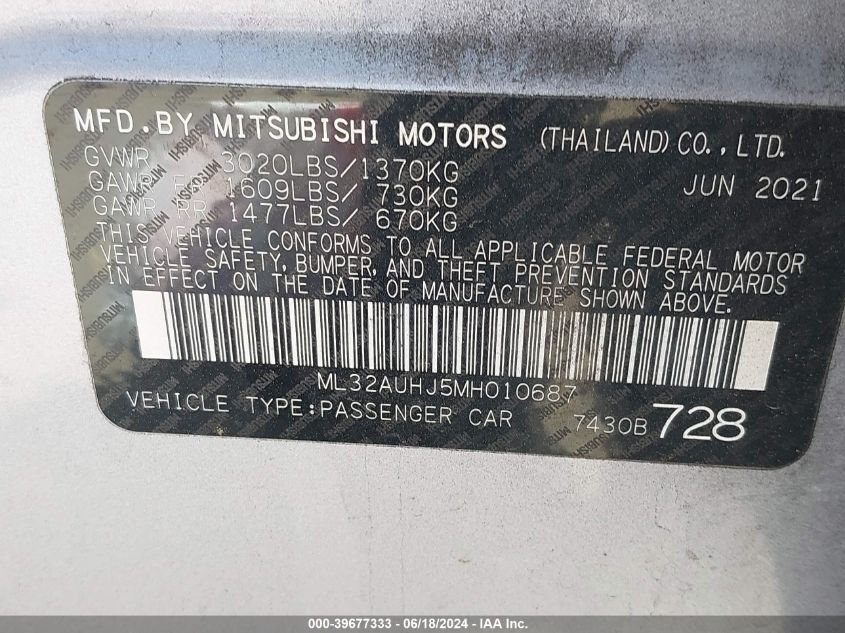 MFD.BY MITSUBISHI MOTORS (THAILAND) CO., LTD.
GVWR 3020LBS/1370KG JUN 2021
GAWR FR 1609LBS/ 730KG
GAWR RR 1477LBS/ 670KG
THIS VEHICLE CONFORMS TO ALL APPLICABLE FEDERAL MOTOR
VEHICLE SAFETY, BUMPER, AND THEFT PREVENTION STANDARDS
IN EFFECT ON THE DATE OF MANUFACTURE SHOWN ABOVE.
ML32AUHJ5MH010687
VEHICLE TYPE:PASSENGER CAR 7430B 728
000-39677333 - 06/18/2024 - IAA Inc.